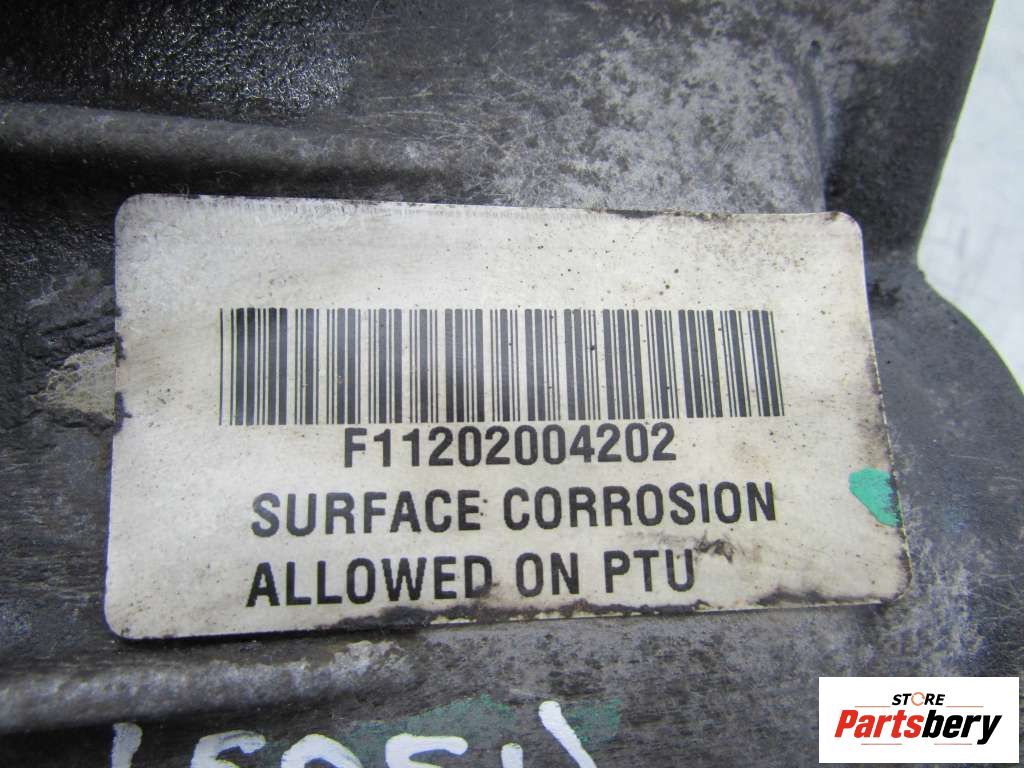 F11202004202
SURFACE CORROSION
ALLOWED ON PTU
STORE
Partsbery